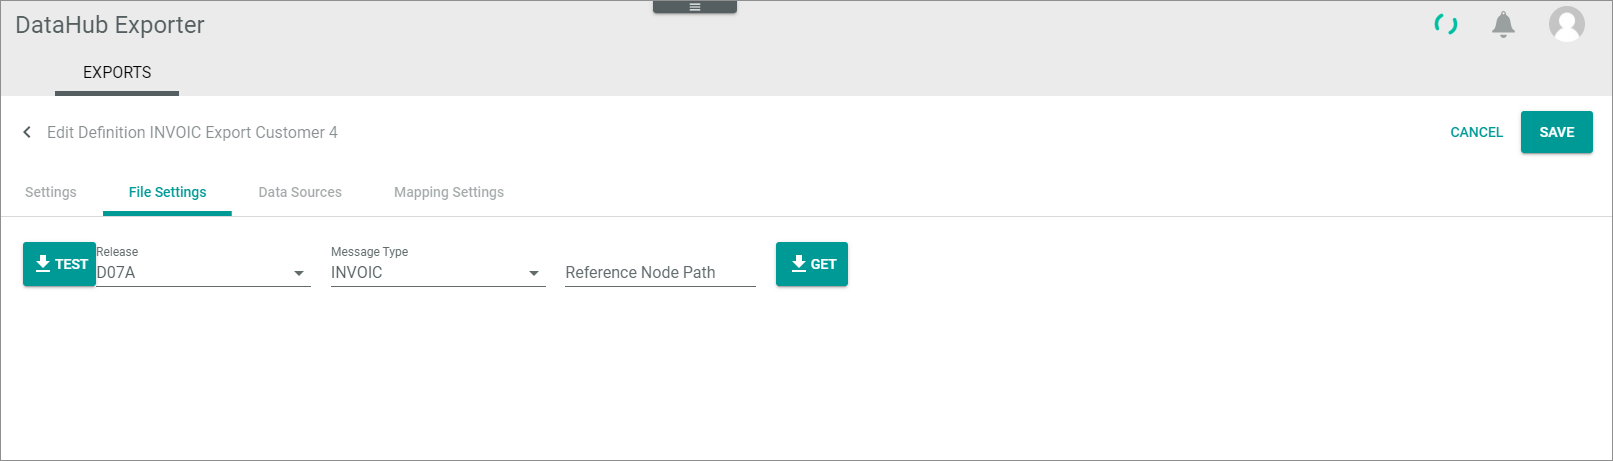 DataHub Exporter
EXPORTS
Edit Definition INVOIC Export Customer 4
CANCEL
SAVE
Settings
File Settings
Data Sources
Mapping Settings
TEST
Release
D07A
Message Type
INVOIC
Reference Node Path
GET